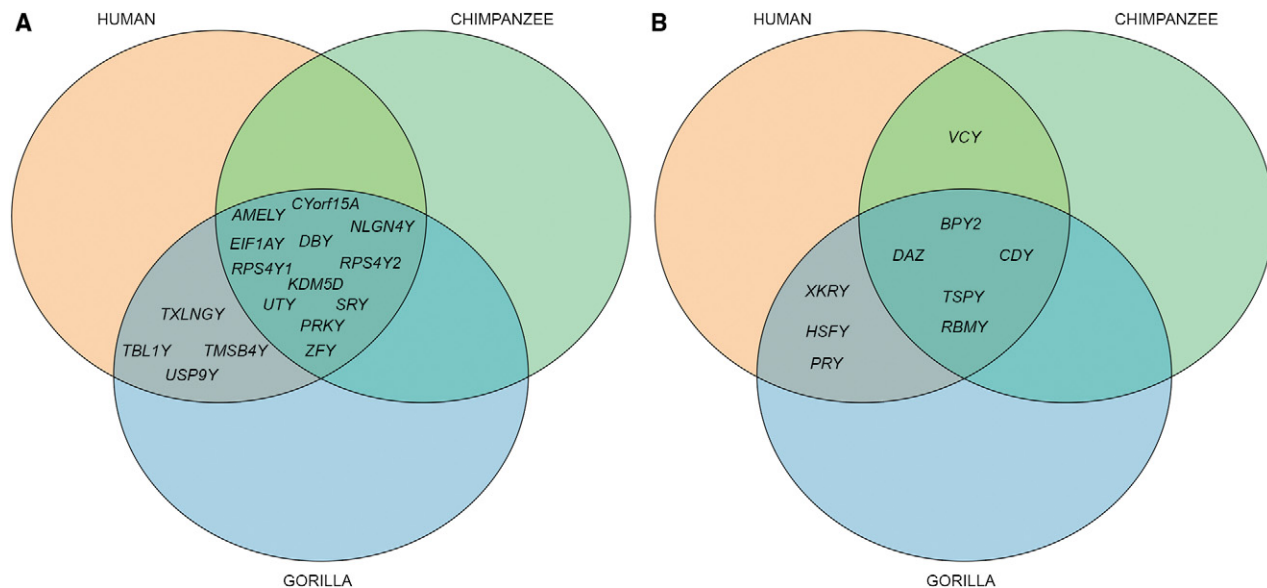 A
HUMAN
CHIMPANZEE
CYorf15A
AMELY
NLGN4Y
EIF1AY
DBY
RPS4Y1
RPS4Y2
KDM5D
UTY
SRY
TXLNGY
PRKY
TBL1Y
TMSB4Y
ZFY
USP9Y
GORILLA
B
HUMAN
CHIMPANZEE
VCY
BPY2
DAZ
CDY
XKRY
TSPY
HSFY
RBMY
PRY
GORILLA